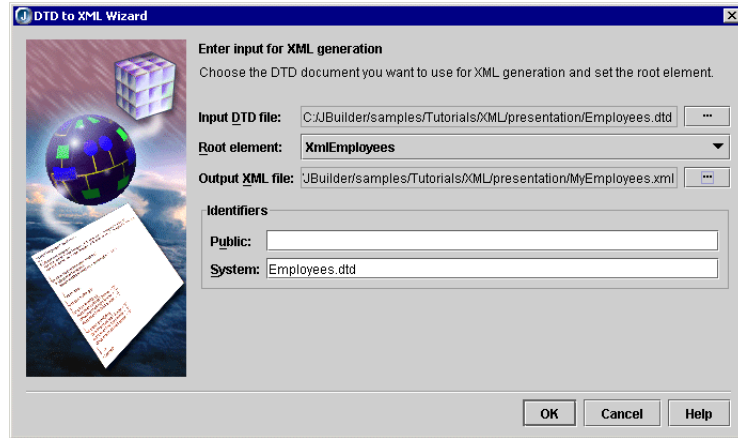 DTD to XML Wizard
Enter input for XML generation
Choose the DTD document you want to use for XML generation and set the root element.
Input DTD file: C:/JBuilder/samples/Tutorials/XML/presentation/Employees.dtd ...
Root element: XmlEmployees
Output XML file: 'JBuilder/samples/Tutorials/XML/presentation/MyEmployees.xml ...
Identifiers
Public:
System: Employees.dtd
OK Cancel Help